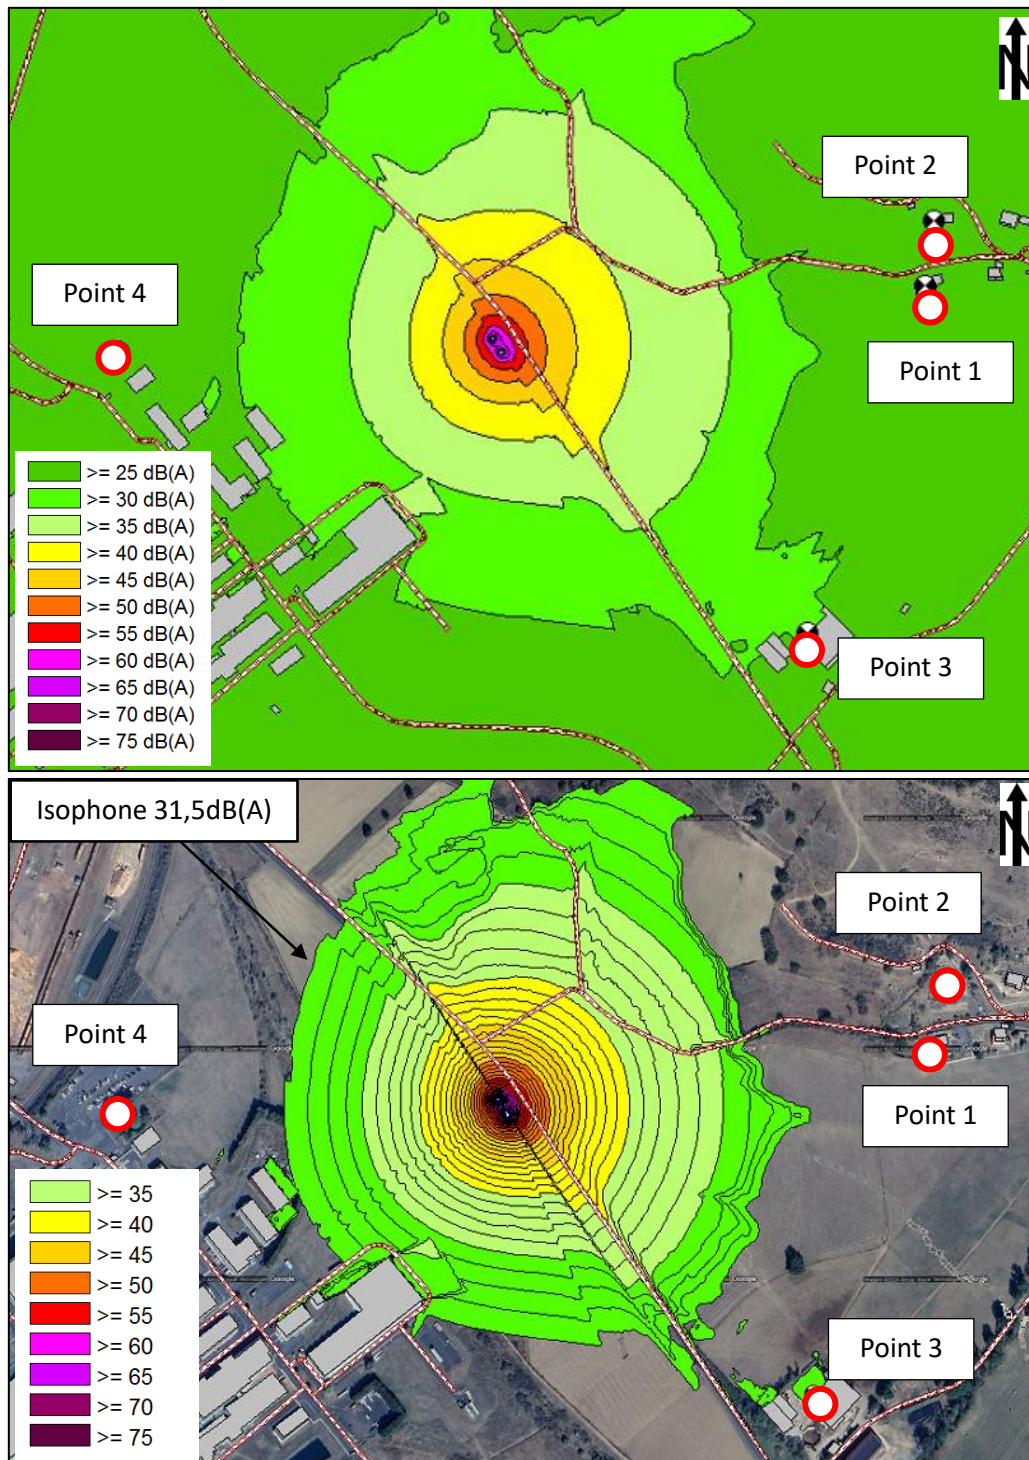 N
Point 2
Point 4
Point 1
>= 25 dB(A)
>= 30 dB(A)
>= 35 dB(A)
>= 40 dB(A)
>= 45 dB(A)
>= 50 dB(A)
>= 55 dB(A)
>= 60 dB(A)
>= 65 dB(A)
>= 70 dB(A)
>= 75 dB(A)
Point 3
Isophone 31,5dB(A)
N
Point 2
Point 4
Point 1
>= 35
>= 40
>= 45
>= 50
>= 55
>= 60
>= 65
>= 70
>= 75
Point 3